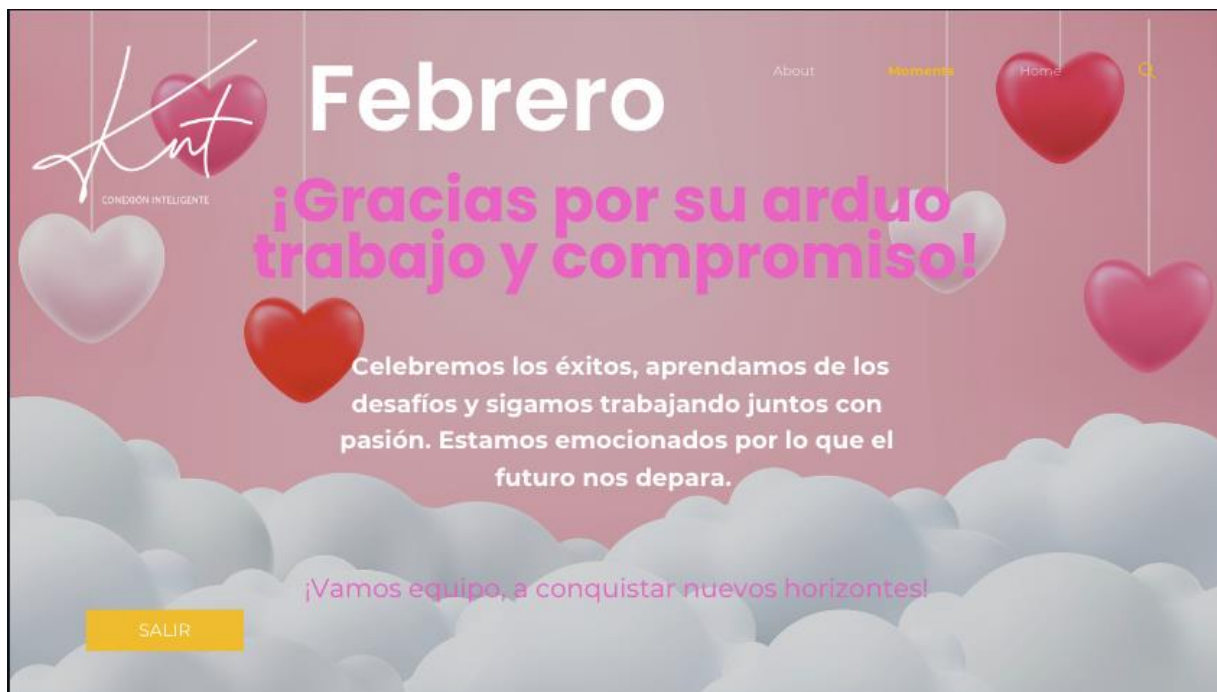 Knt
CONEXIÓN INTELIGENTE
Febrero
About
Moments
Home
¡Gracias por su arduo
trabajo y compromiso!
Celebremos los éxitos, aprendamos de los
desafíos y sigamos trabajando juntos con
pasión. Estamos emocionados por lo que el
futuro nos depara.
¡Vamos equipo, a conquistar nuevos horizontes!
SALIR